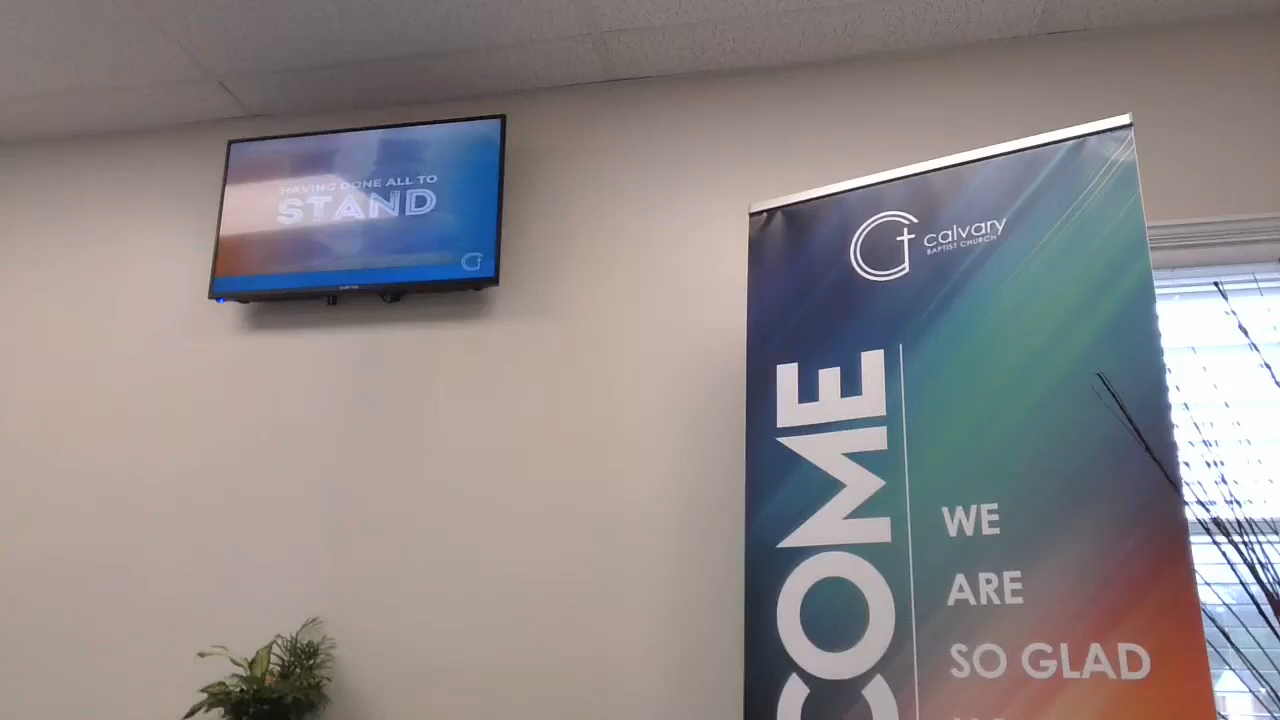 HAVING DONE ALL TO
STAND
calvary
BAPTIST CHURCH
COME
WE
ARE
SO GLAD